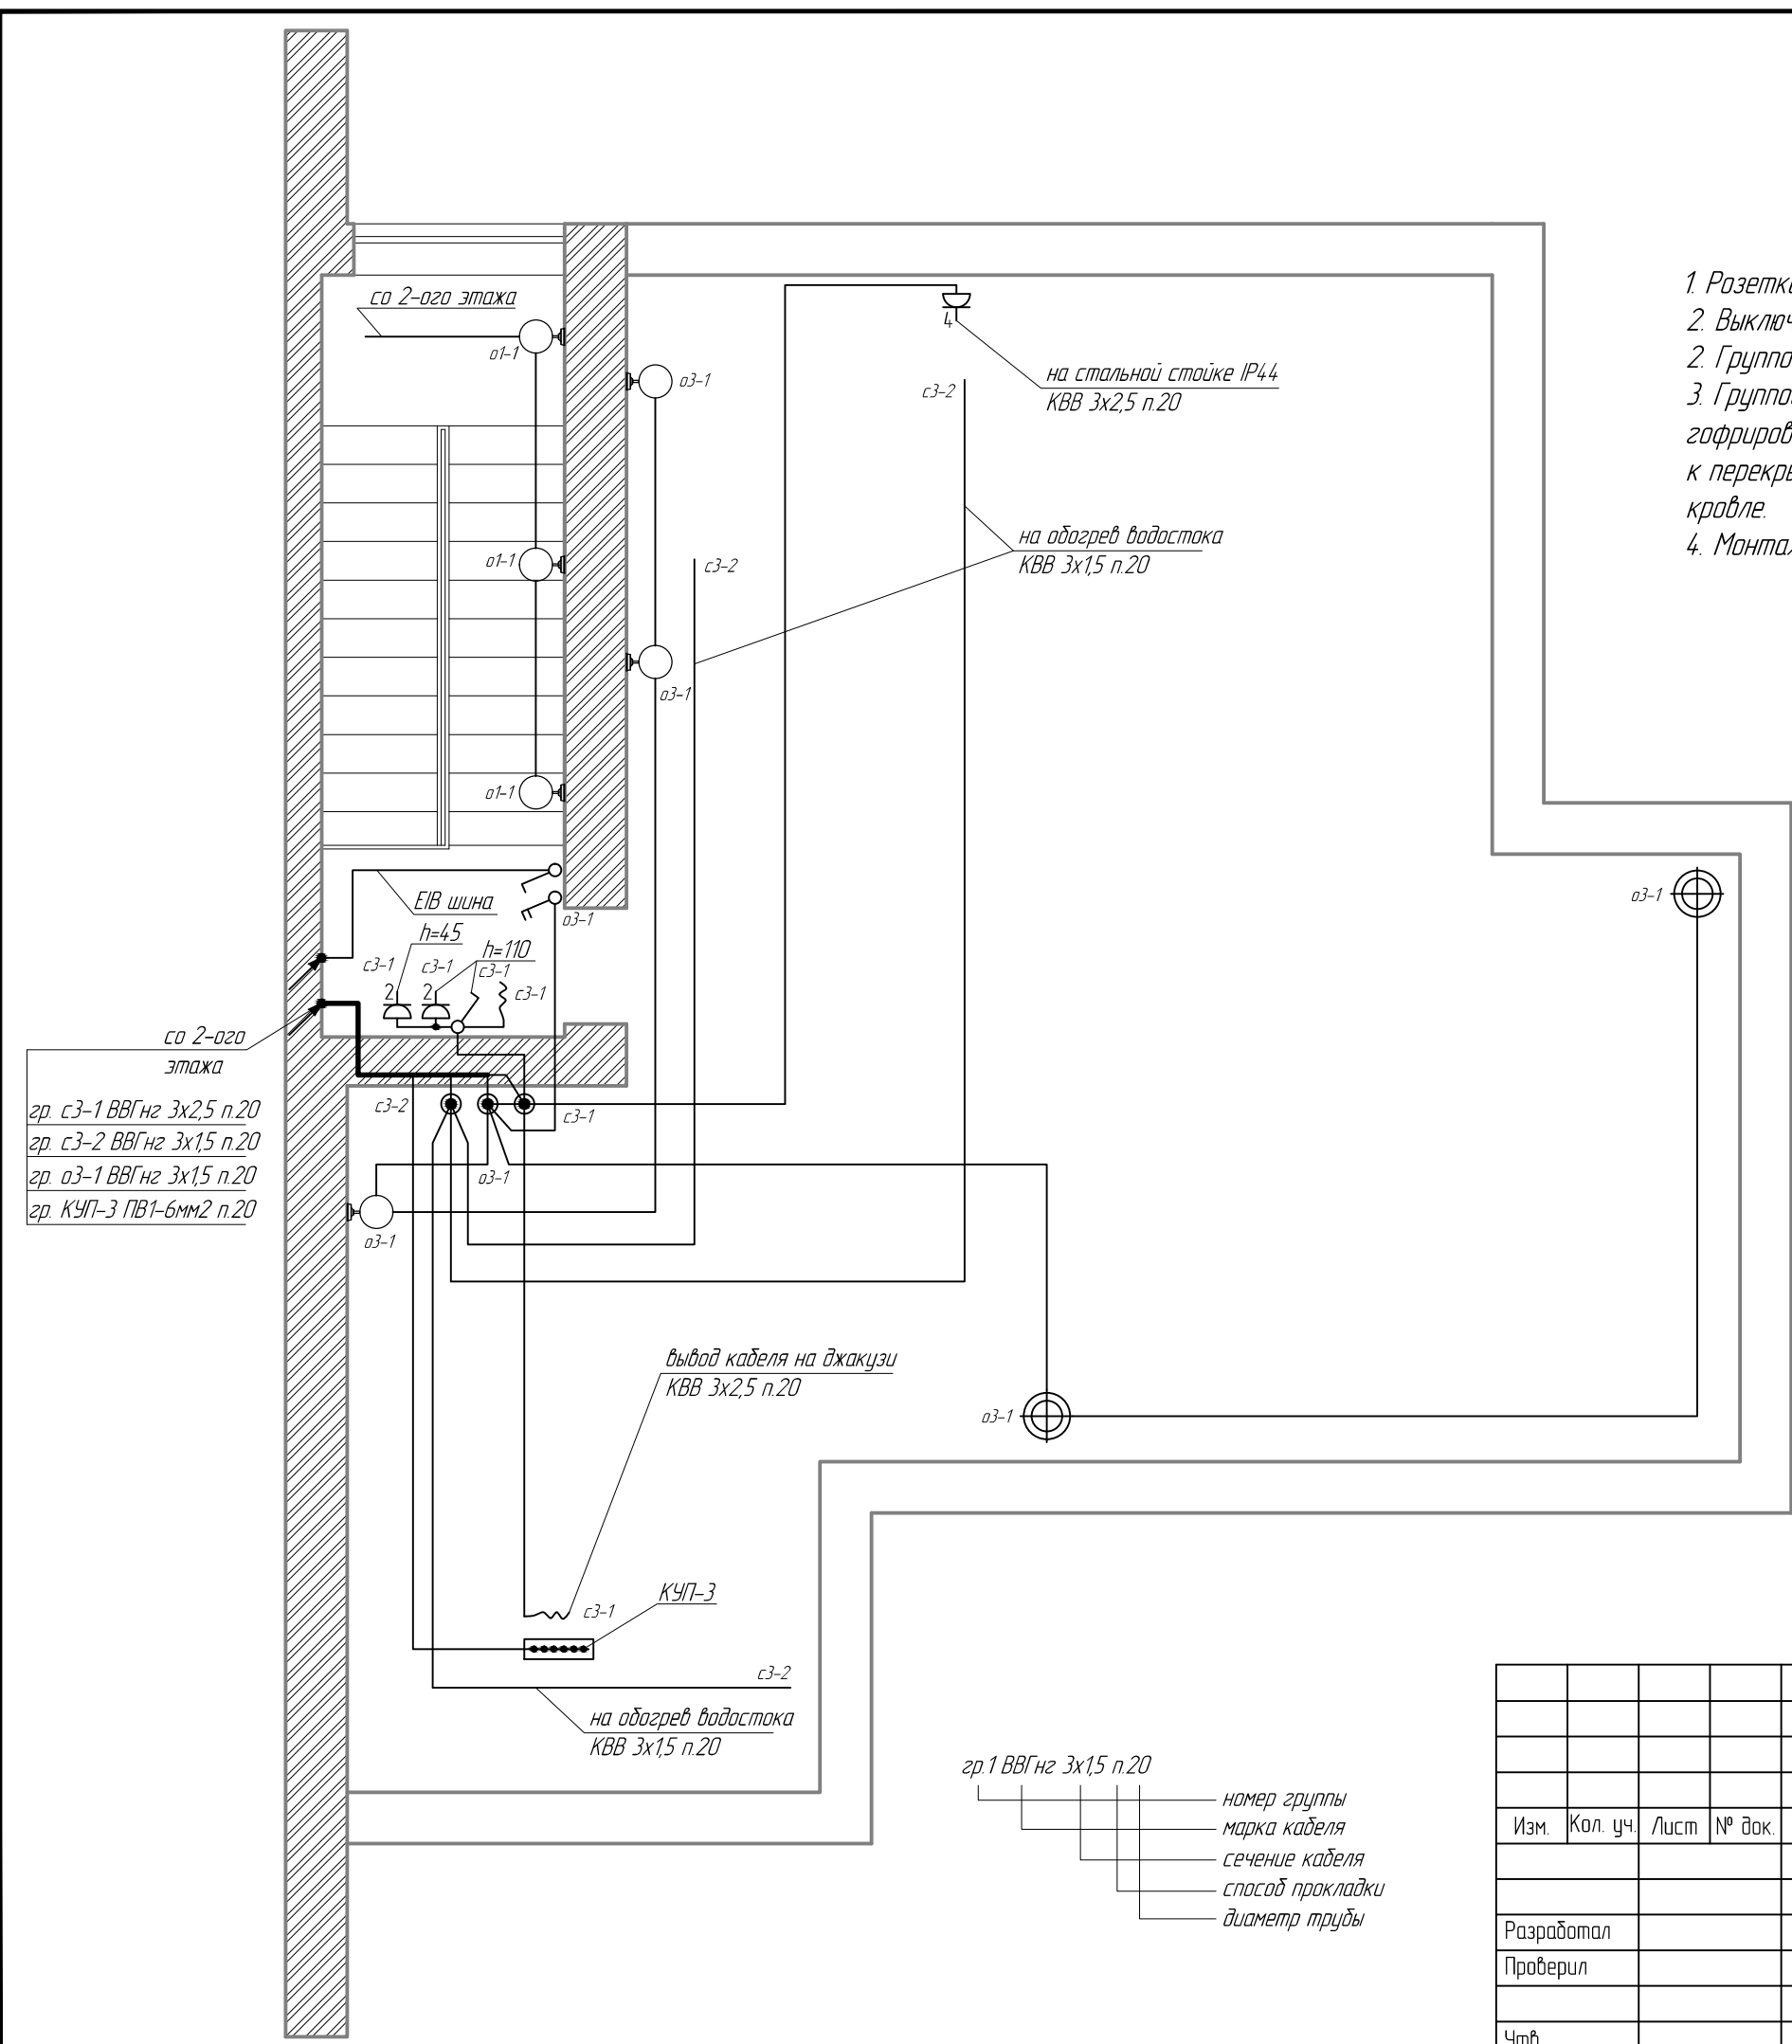 со 2-ого этажа
о1-1
о3-1
4
на стальной стойке IP44
КВВ 3х2,5 п.20
с3-2
1. Розетк
2. Выключ
2. Группо
3. Группо
гофриров
к перекры
кровле.
4. Монтаж
на обогрев водостока
КВВ 3х1,5 п.20
о1-1
с3-2
о3-1
о1-1
EIB шина
о3-1
о3-1
h=45
h=110
с3-1
с3-1
с3-1
2
2
с3-1
со 2-ого
этажа
гр. с3-1 ВВГнг 3х2,5 п.20
гр. с3-2 ВВГнг 3х1,5 п.20
гр. о3-1 ВВГнг 3х1,5 п.20
гр. КУП-3 ПВ1-6мм2 п.20
с3-2
с3-1
о3-1
о3-1
вывод кабеля на джакузи
КВВ 3х2,5 п.20
о3-1
КУП-3
с3-1
с3-2
на обогрев водостока
КВВ 3х1,5 п.20
гр.1 ВВГнг 3х1,5 п.20
номер группы
марка кабеля
сечение кабеля
способ прокладки
диаметр трубы
Изм. Кол. уч. Лист № док.
Разработал
Проверил
Утв.